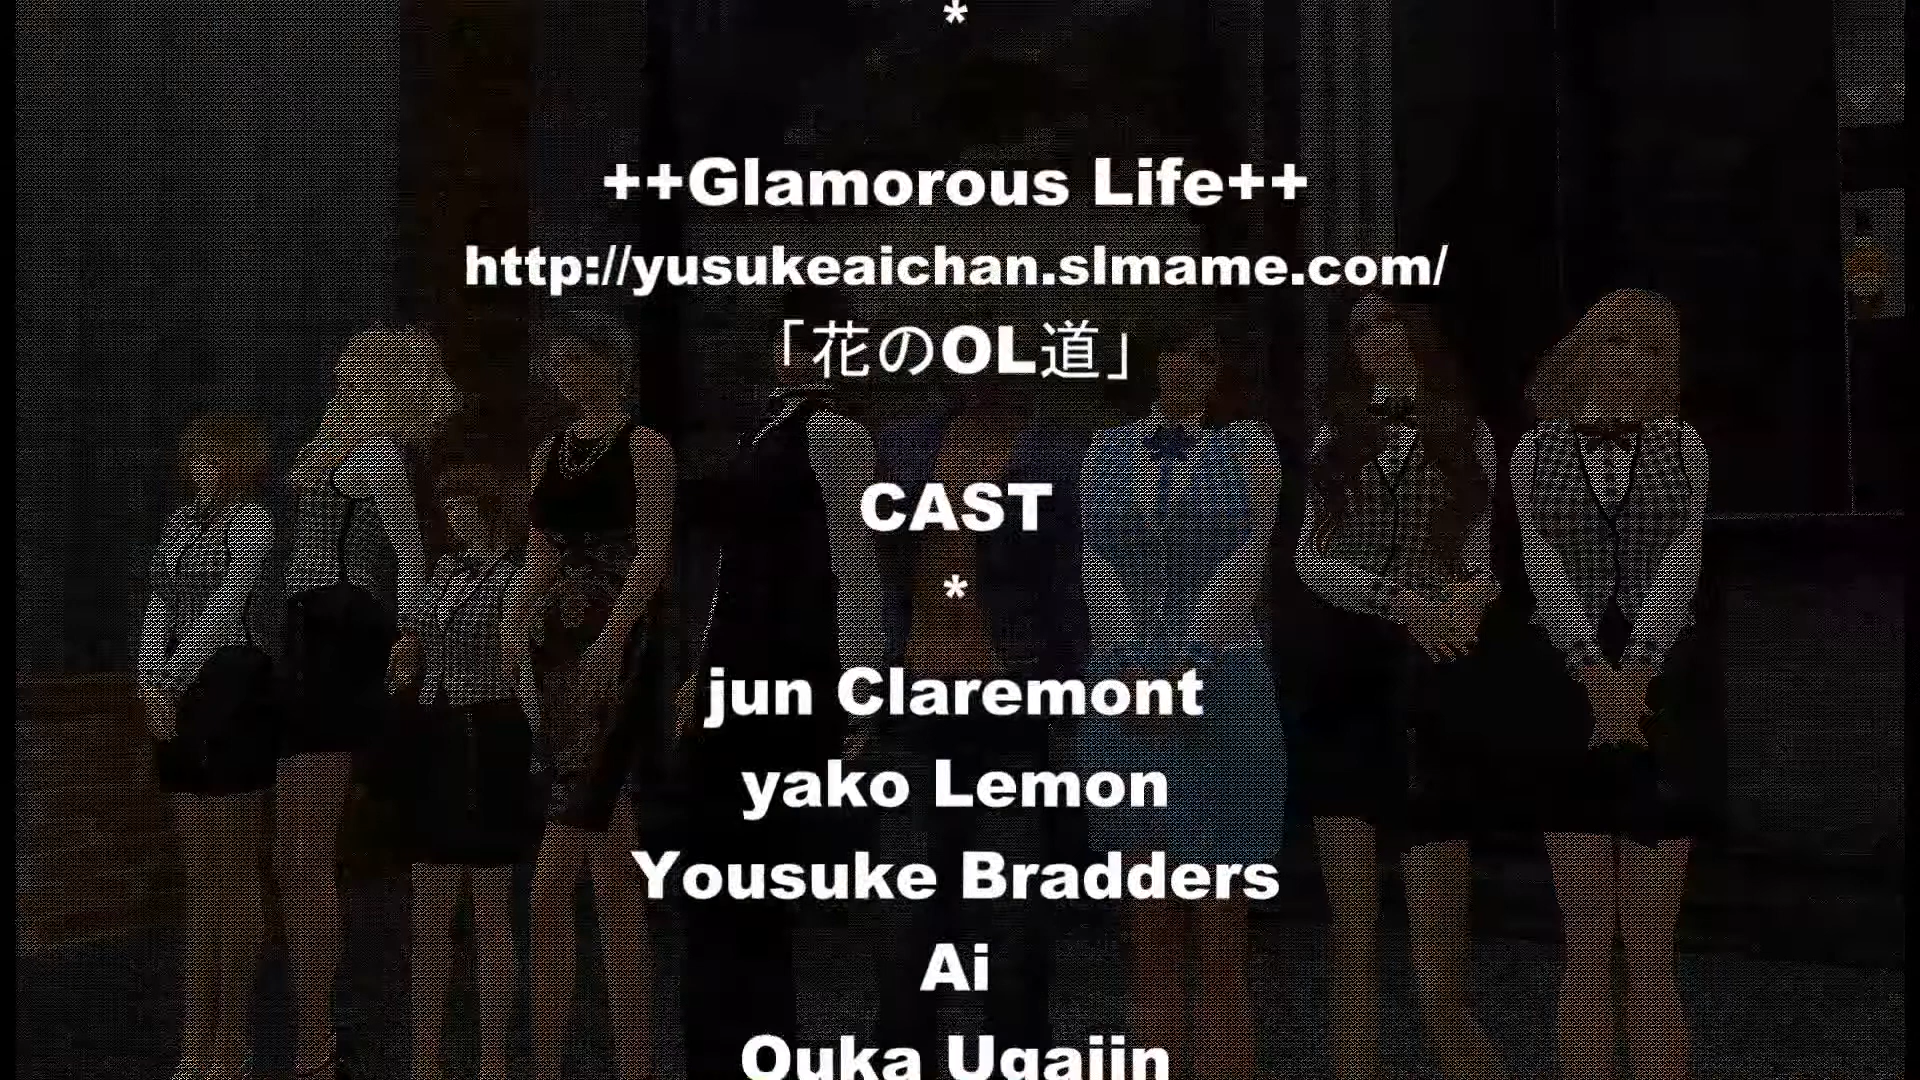 *
++Glamorous Life++
http://yusukeaichan.slmame.com/
「花のOL道」
CAST
*
jun Claremont
yako Lemon
Yousuke Bradders
Ai
Ouka Ugajin